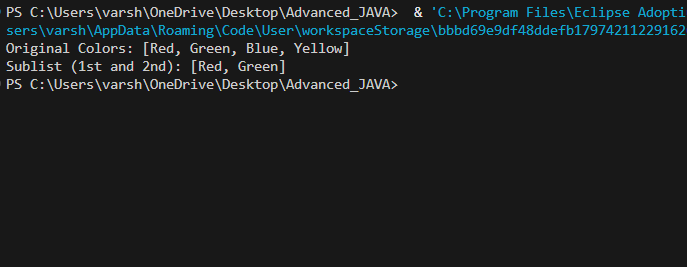 PS C:\Users\varsh\OneDrive\Desktop\Advanced_JAVA>  & 'C:\Program Files\Eclipse Adopti
sers\varsh\AppData\Roaming\Code\User\workspaceStorage\bbbd69e9df48ddefb17974211229162
Original Colors: [Red, Green, Blue, Yellow]
Sublist (1st and 2nd): [Red, Green]
PS C:\Users\varsh\OneDrive\Desktop\Advanced_JAVA>